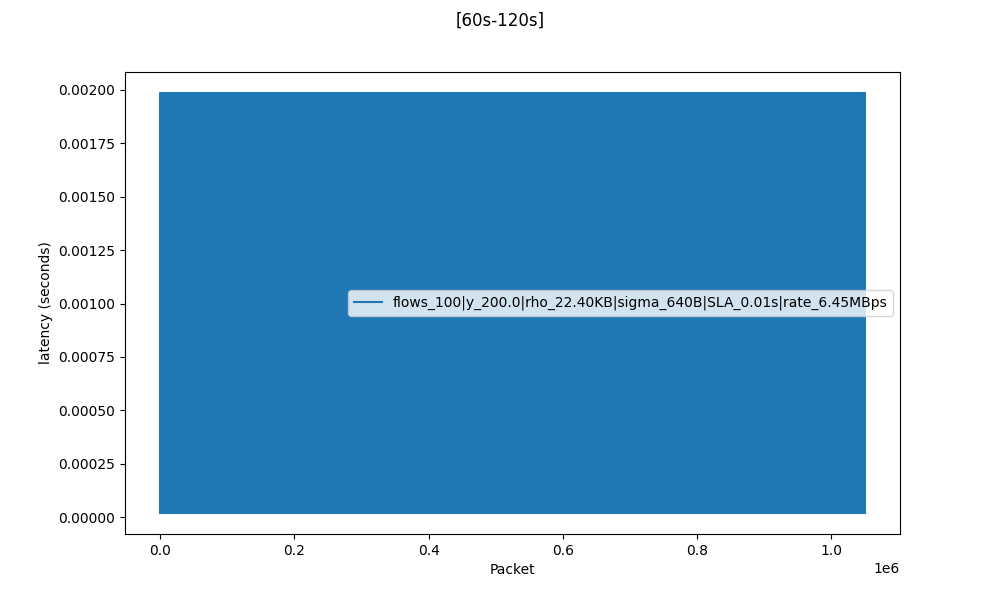 [60s-120s]
0.00200
0.00175
0.00150
0.00125
0.00100
0.00075
0.00050
0.00025
0.00000
latency (seconds)
flows_100|y_200.0|rho_22.40KB|sigma_640B|SLA_0.01s|rate_6.45MBps
0.0 0.2 0.4 0.6 0.8 1.0
1e6
Packet